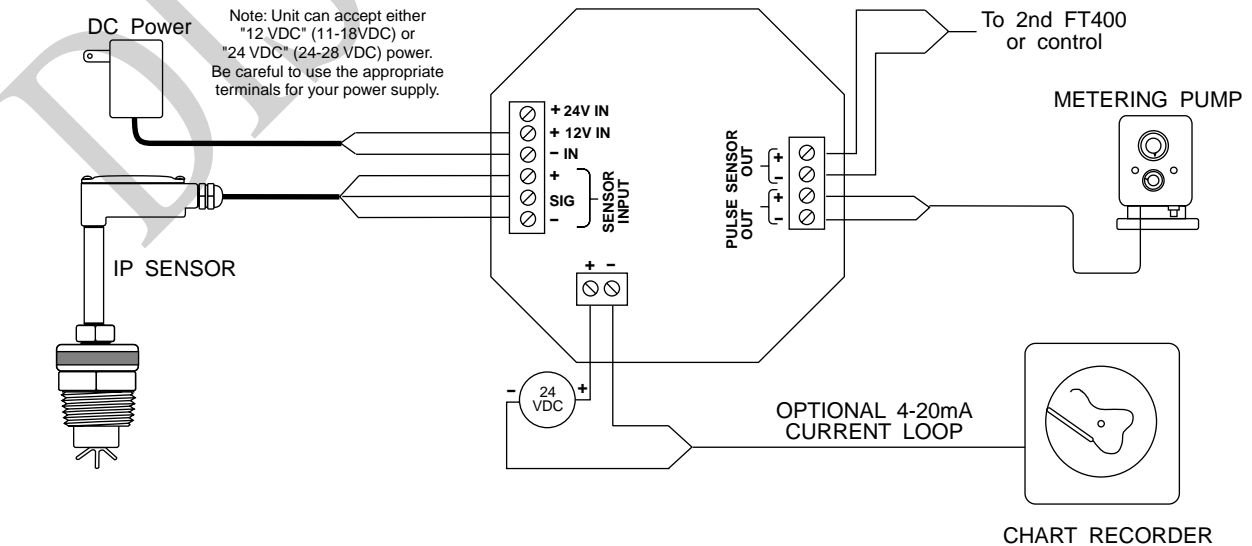 DC Power
Note: Unit can accept either
"12 VDC" (11-18VDC) or
"24 VDC" (24-28 VDC) power.
Be careful to use the appropriate
terminals for your power supply.
To 2nd FT400
or control
METERING PUMP
+ 24V IN
+ 12V IN
- IN
+
SIG
-
SENSOR
INPUT
SENSOR
OUT
+
-
PULSE
OUT
+
-
IP SENSOR
+ -
- 24 +
VDC
OPTIONAL 4-20mA
CURRENT LOOP
CHART RECORDER